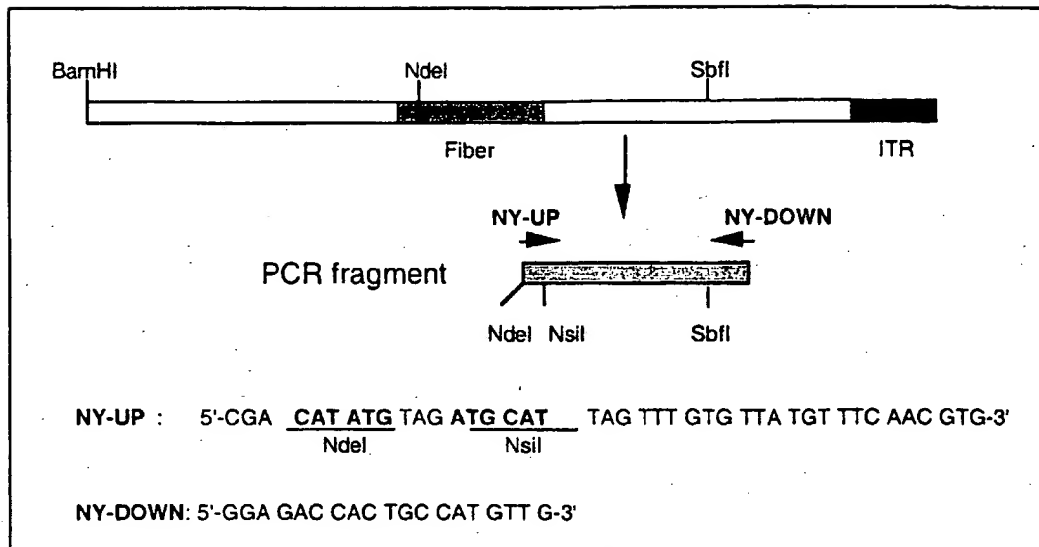 BamHI NdeI SbfI
Fiber ITR
NY-UP NY-DOWN
PCR fragment
NdeI NsiI SbfI
NY-UP : 5'-CGA CAT ATG TAG ATG CAT TAG TTT GTG TTA TGT TTC AAC GTG-3'
NdeI NsiI
NY-DOWN: 5'-GGA GAC CAC TGC CAT GTT G-3'